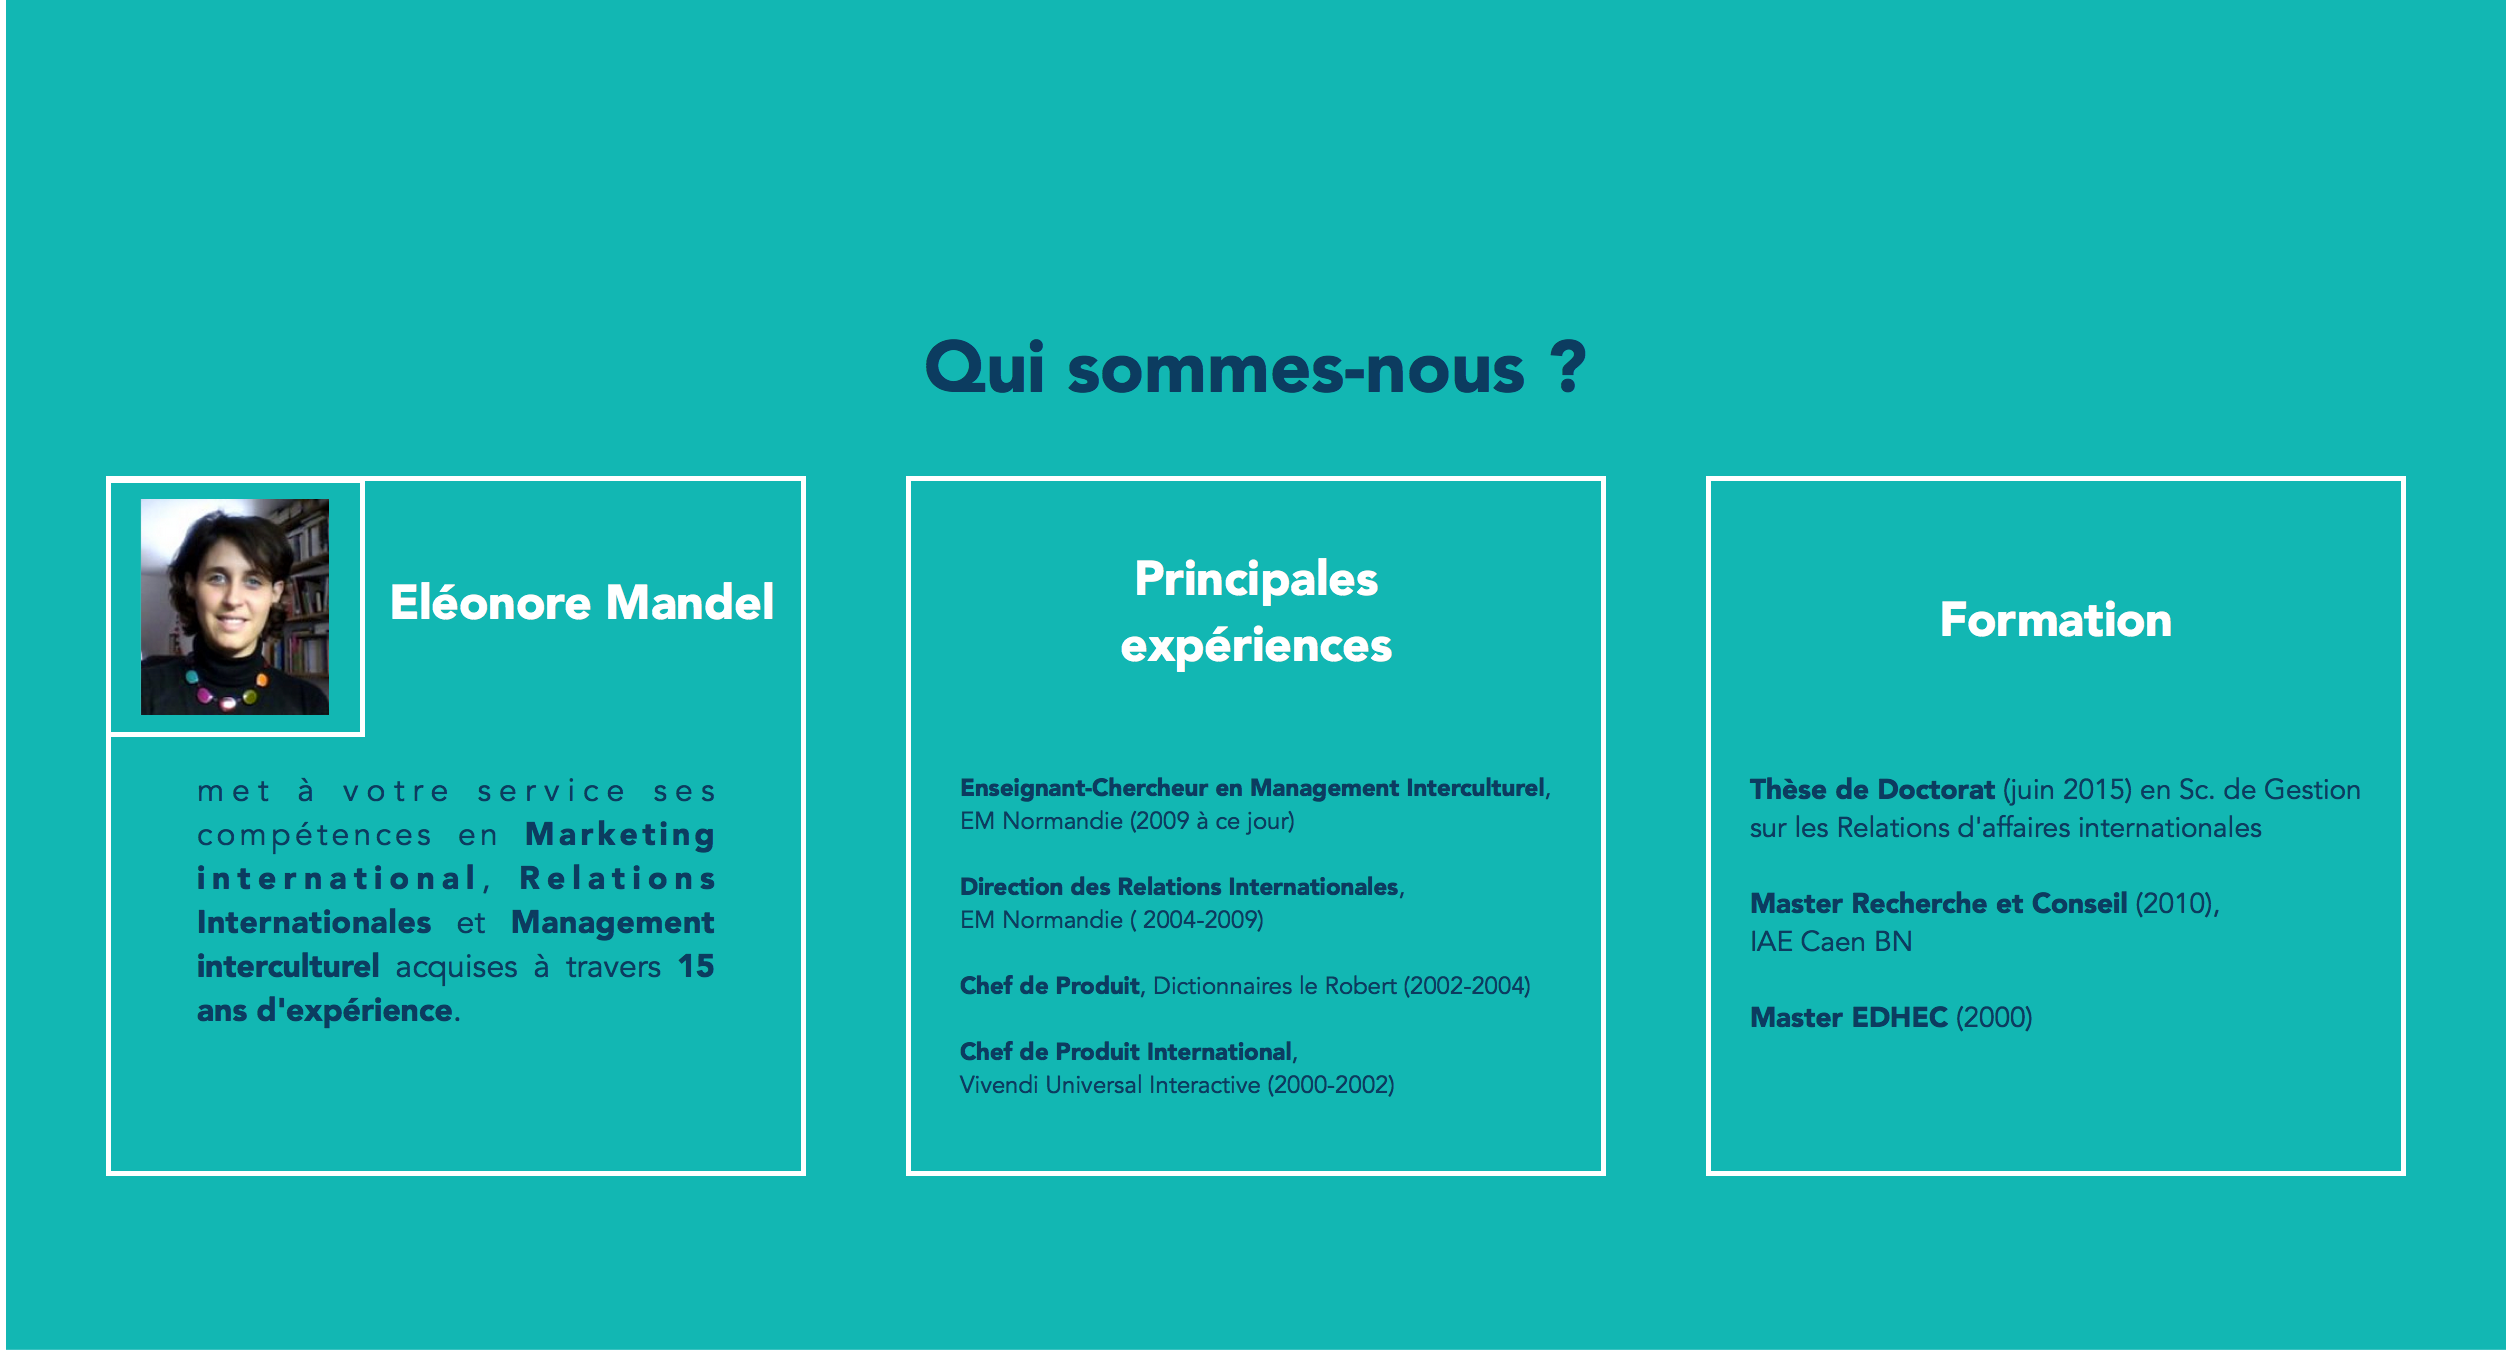 Qui sommes-nous ?
Eléonore Mandel
met à votre service ses
compétences en Marketing
international, Relations
Internationales et Management
interculturel acquises à travers 15
ans d'expérience.
Principales
expériences
Enseignant-Chercheur en Management Interculturel,
EM Normandie (2009 à ce jour)
Direction des Relations Internationales,
EM Normandie ( 2004-2009)
Chef de Produit, Dictionnaires le Robert (2002-2004)
Chef de Produit International,
Vivendi Universal Interactive (2000-2002)
Formation
Thèse de Doctorat (juin 2015) en Sc. de Gestion
sur les Relations d'affaires internationales
Master Recherche et Conseil (2010),
IAE Caen BN
Master EDHEC (2000)